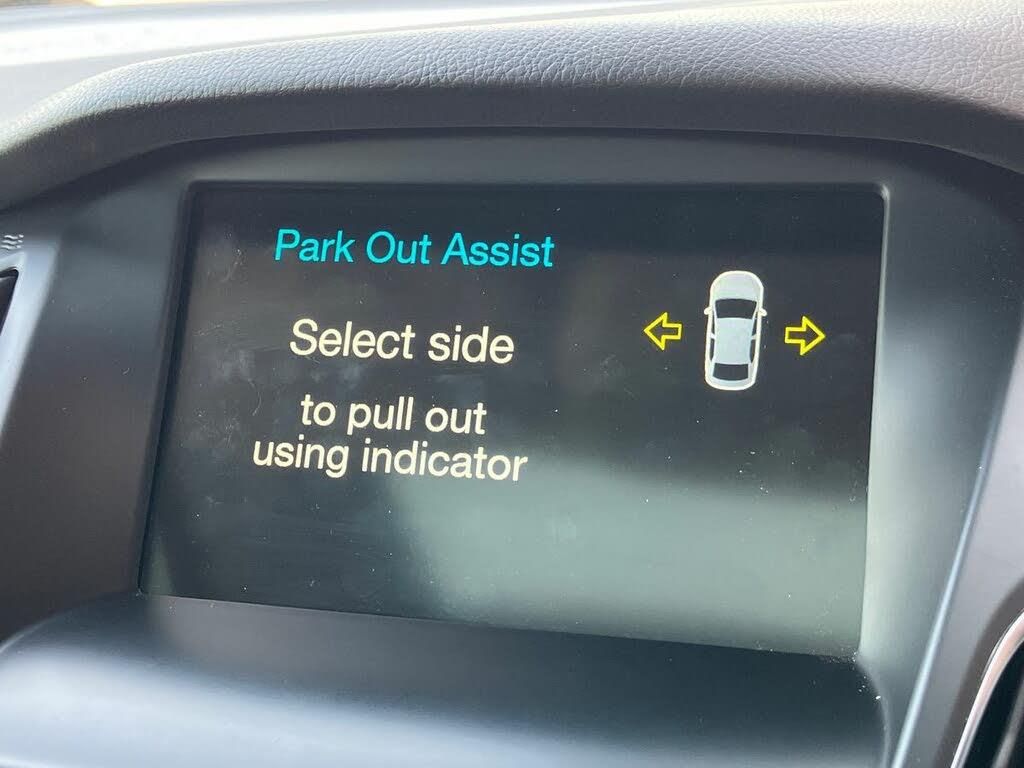 Park Out Assist
Select side
to pull out
using indicator